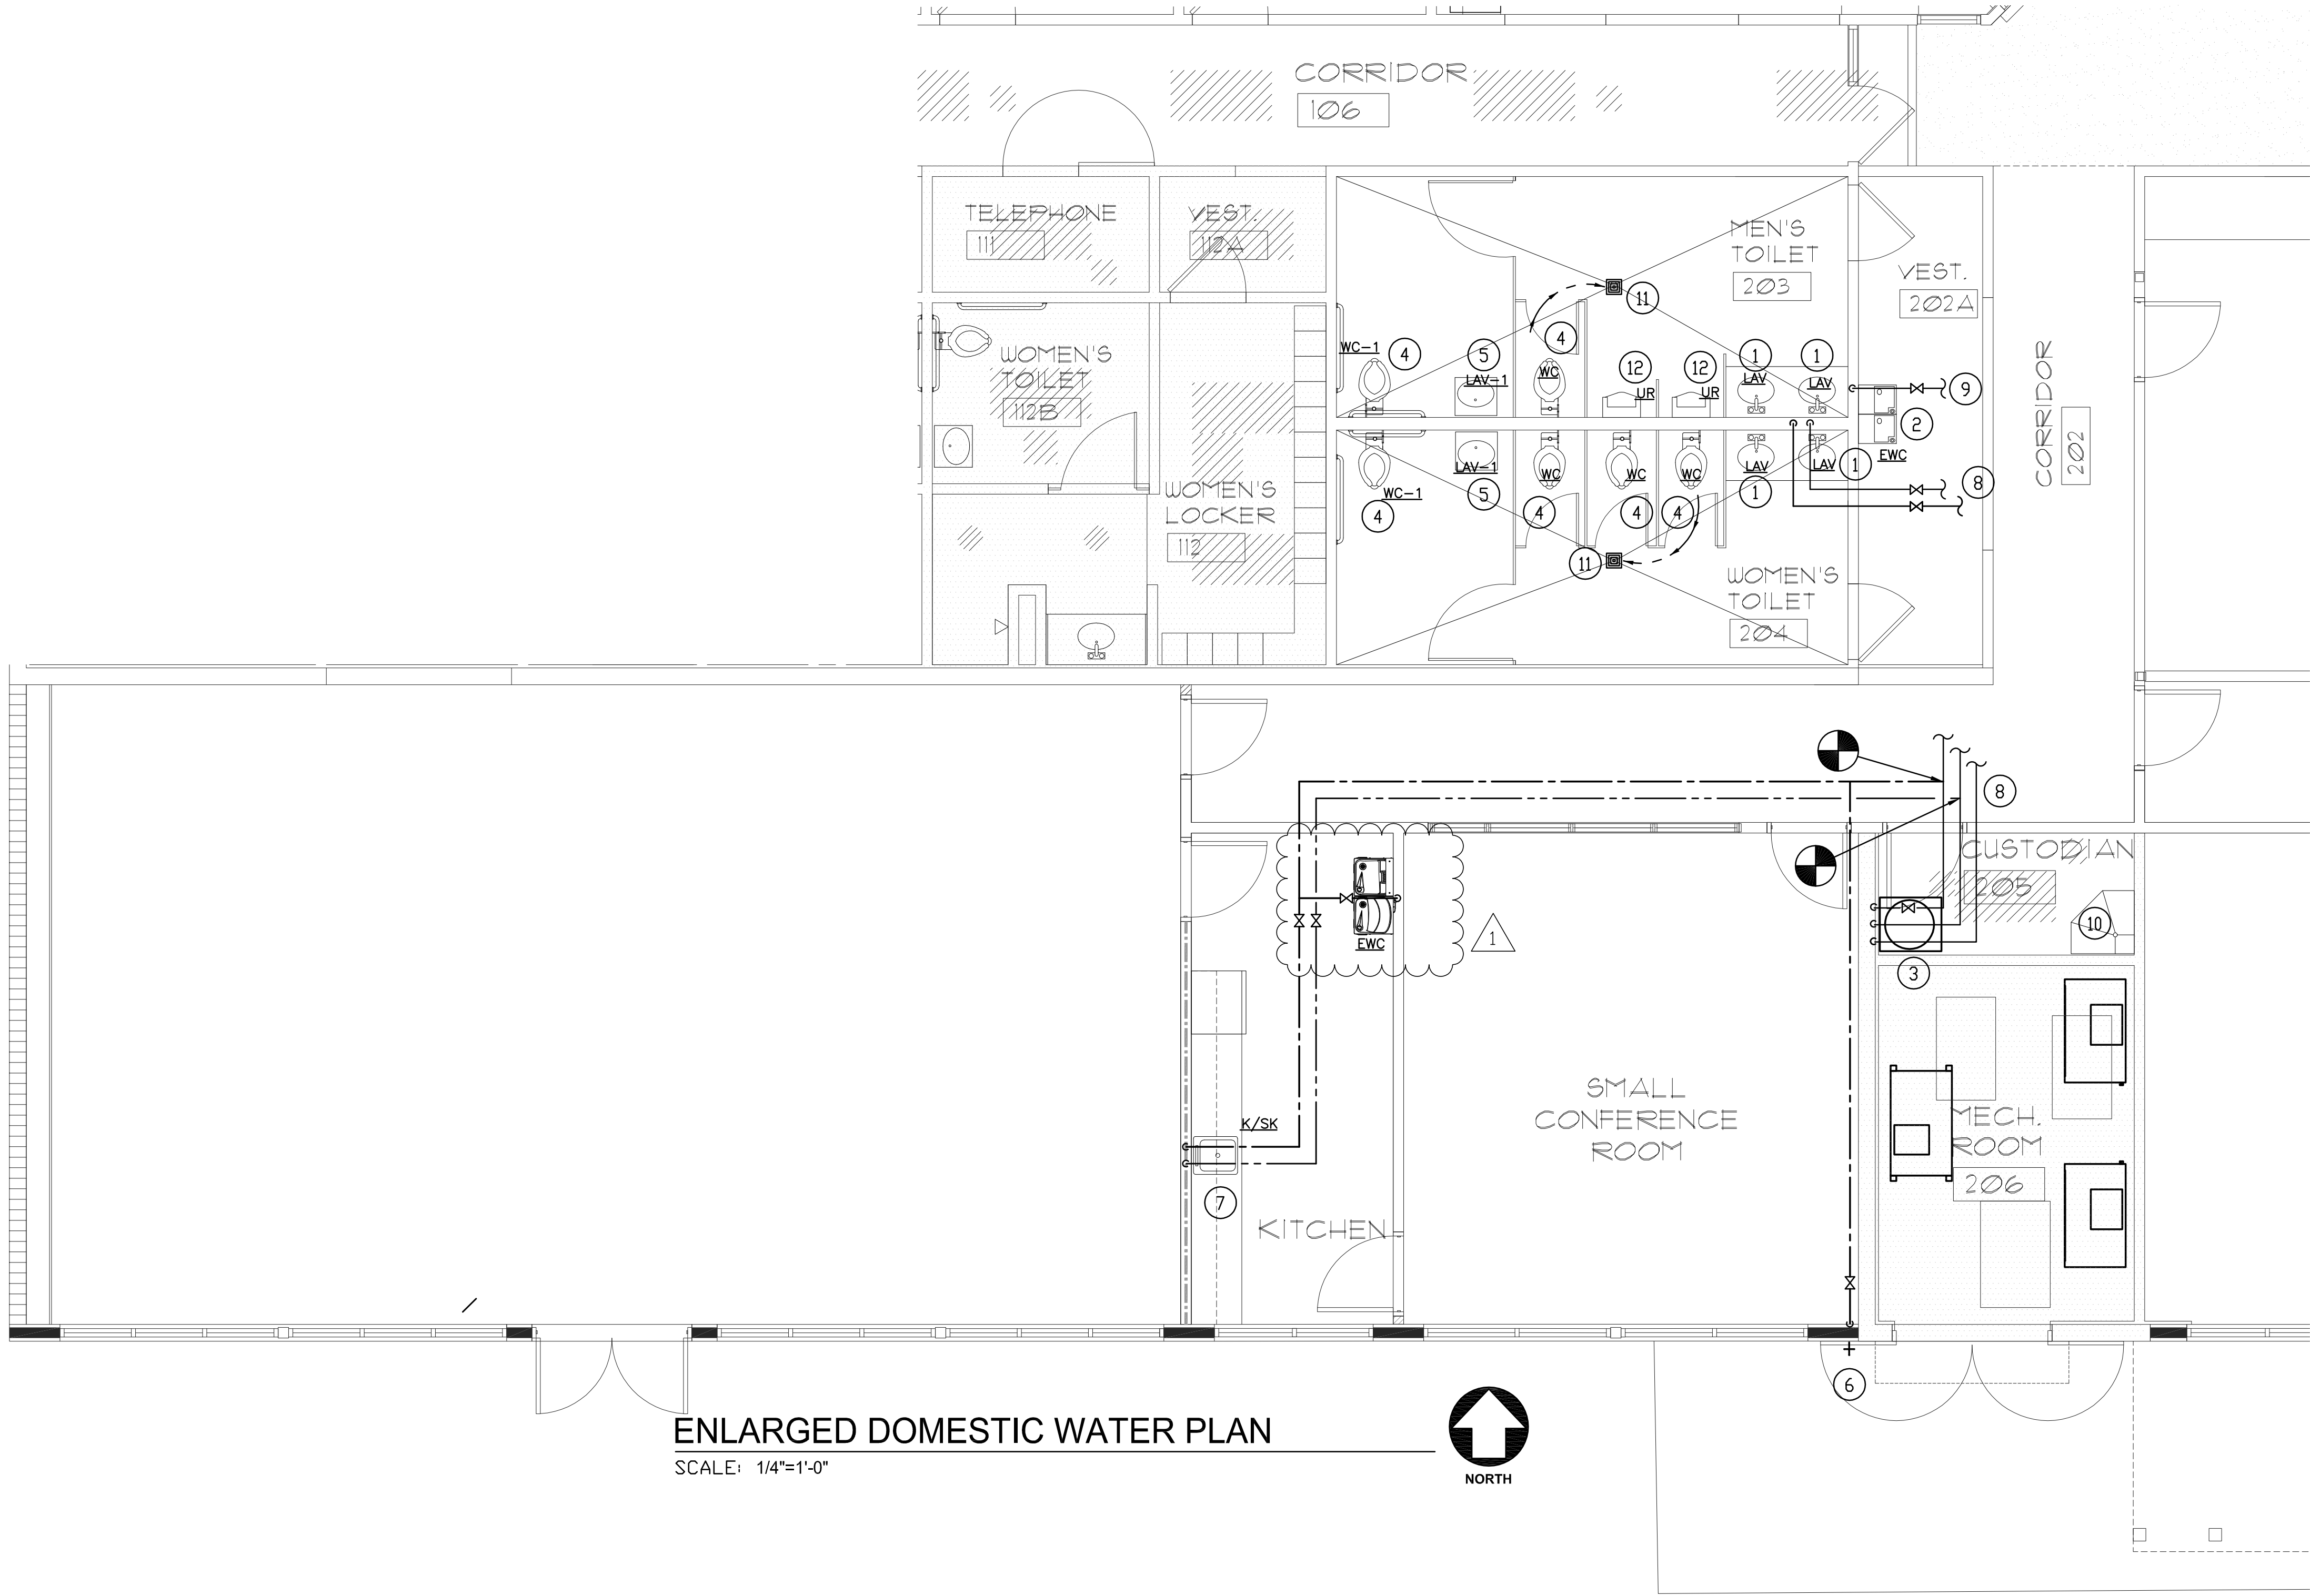 CORRIDOR
106
TELEPHONE
111
VEST.
112A
MEN'S
TOILET
203
VEST.
202A
11
WOMEN'S
TOILET
112B
WC-1
4
5
LAV-1
4
WC
12
UR
12
UR
1
LAV
1
LAV
9
2
EWC
CORRIDOR
202
WOMEN'S
LOCKER
112
WC-1
4
LAV-1
5
WC
4
WC
4
WC
4
LAV
1
LAV
1
8
11
WOMEN'S
TOILET
204
8
CUSTODIAN
205
10
3
EWC
1
K/SK
7
KITCHEN
SMALL
CONFERENCE
ROOM
MECH.
ROOM
206
6
ENLARGED DOMESTIC WATER PLAN
SCALE: 1/4"=1'-0"
NORTH